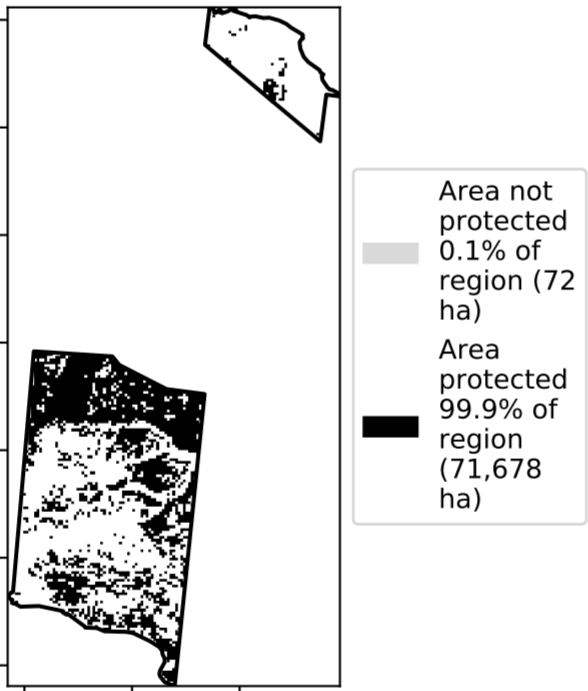 Area not
protected
0.1% of
region (72
ha)
Area
protected
99.9% of
region
(71,678
ha)